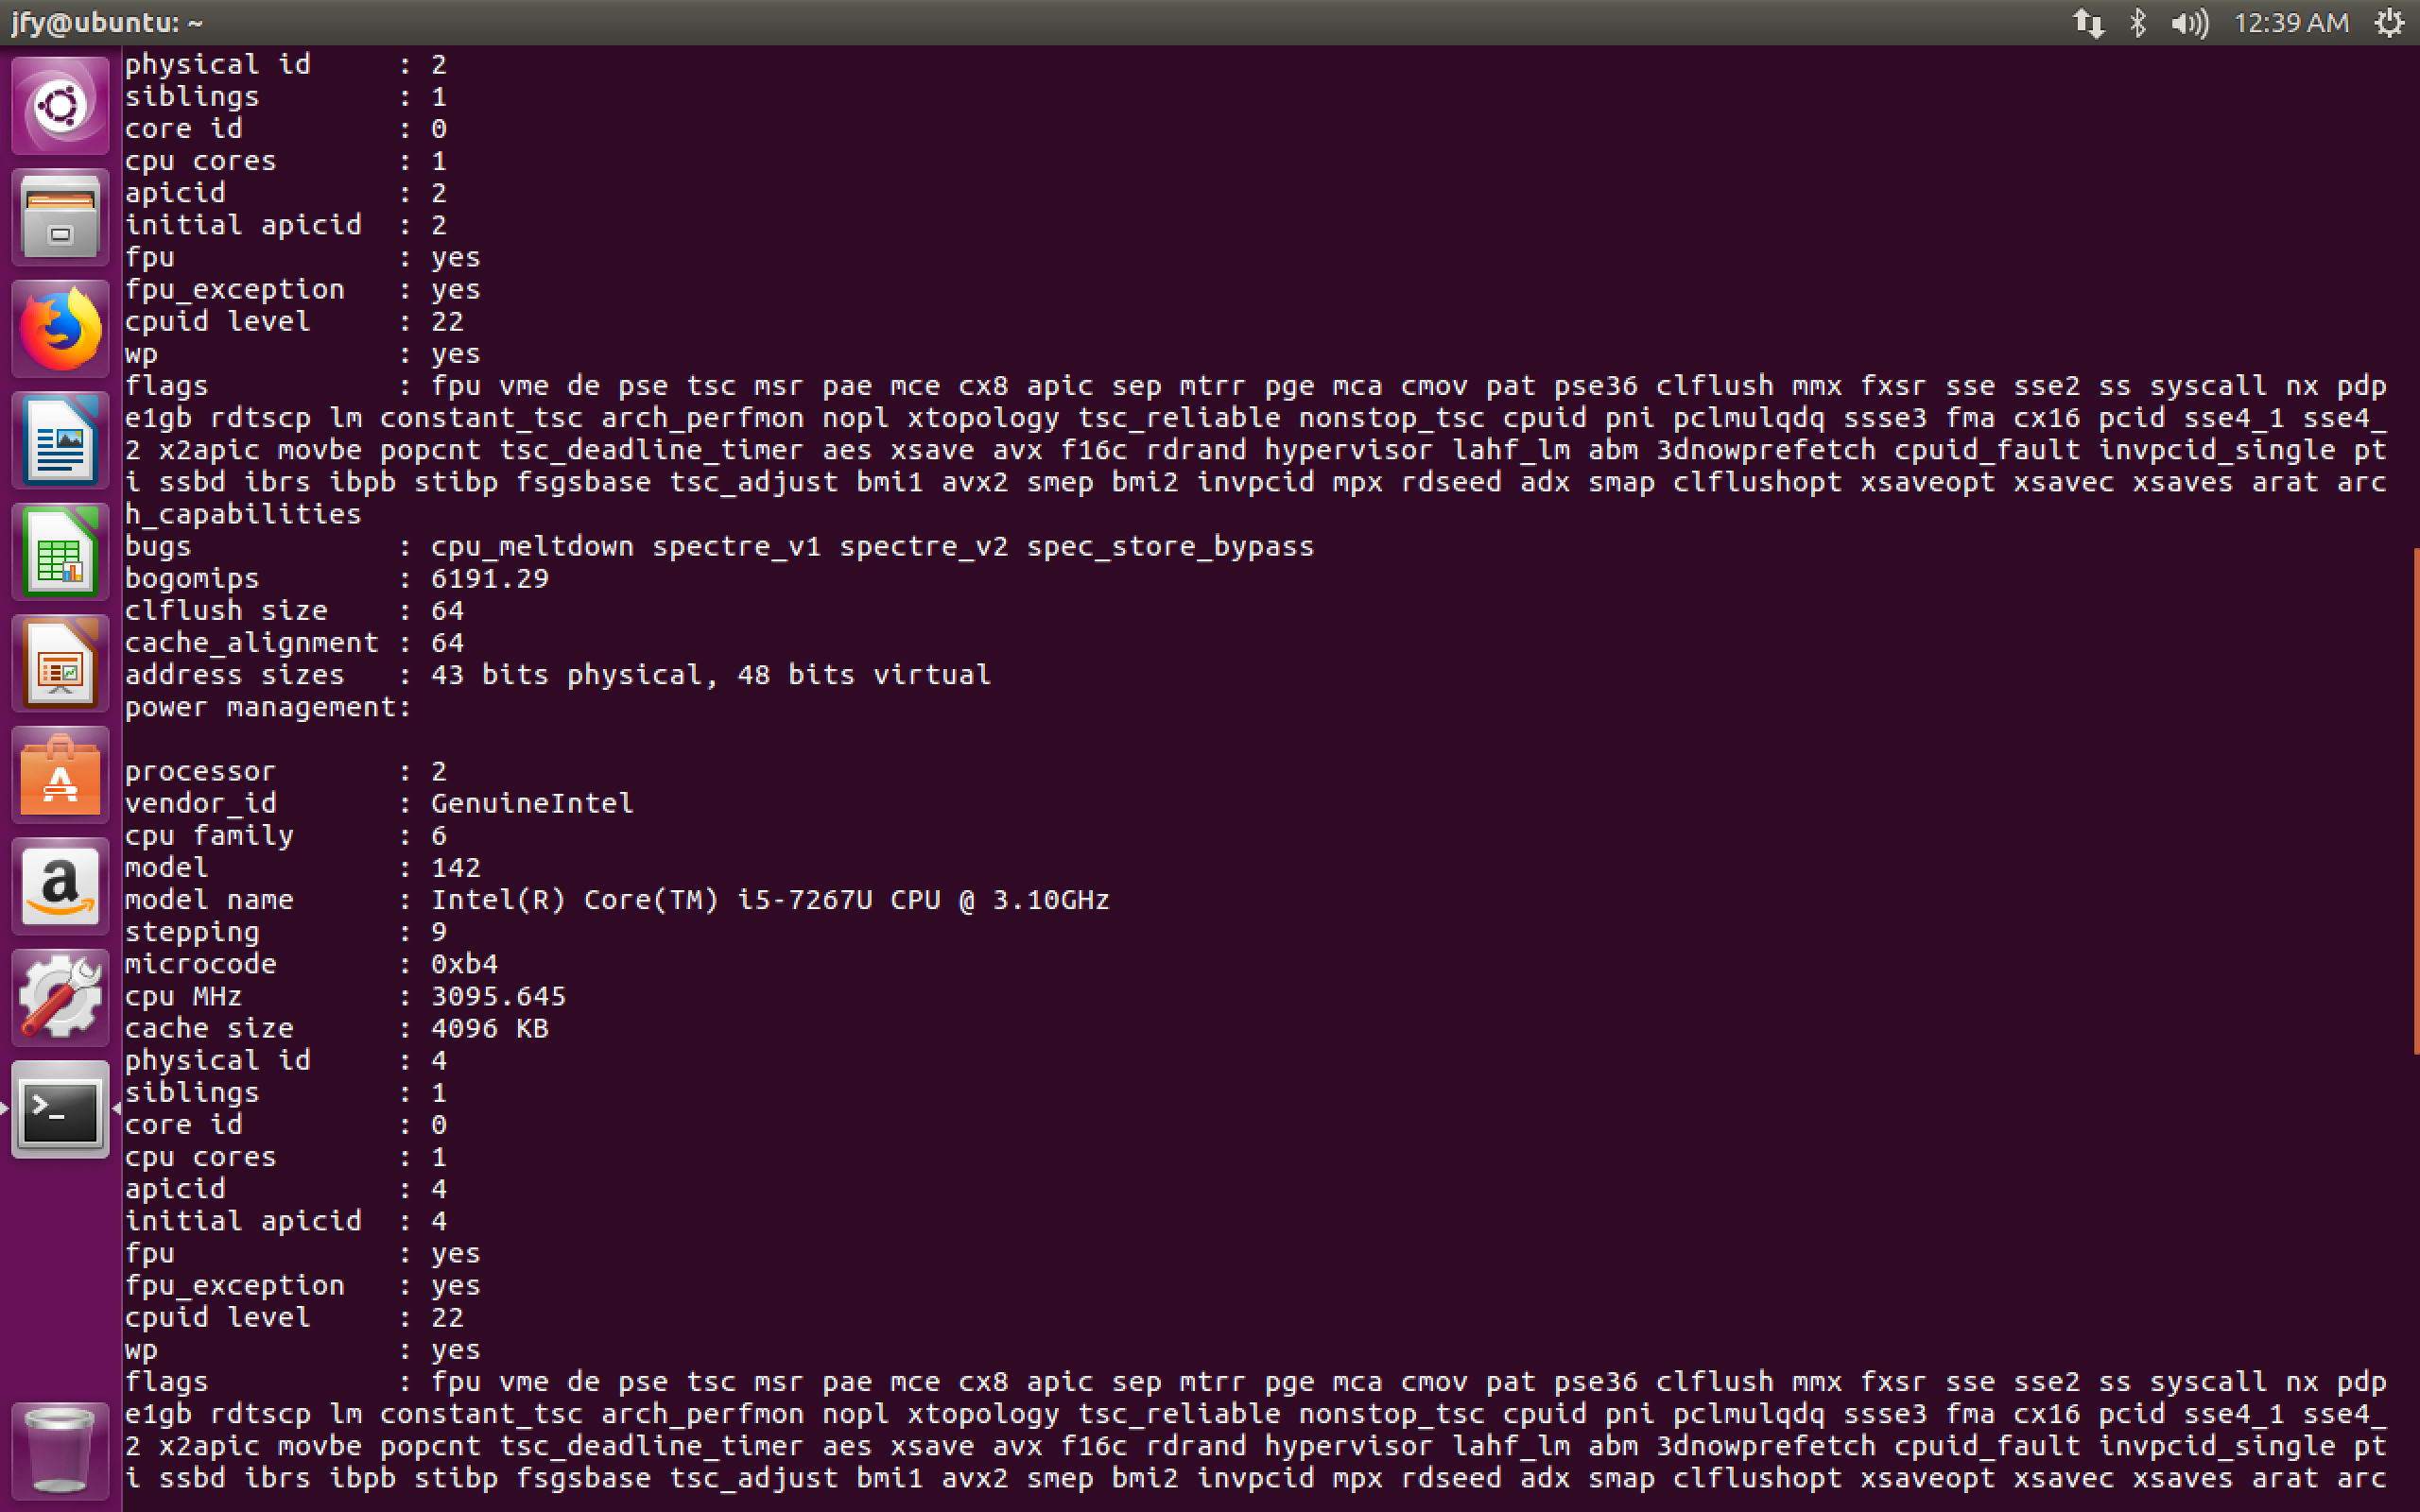 jfy@ubuntu: ~ 12:39 AM
physical id : 2
siblings : 1
core id : 0
cpu cores : 1
apicid : 2
initial apicid : 2
fpu : yes
fpu_exception : yes
cpuid level : 22
wp : yes
flags : fpu vme de pse tsc msr pae mce cx8 apic sep mtrr pge mca cmov pat pse36 clflush mmx fxsr sse sse2 ss syscall nx pdp
e1gb rdtscp lm constant_tsc arch_perfmon nopl xtopology tsc_reliable nonstop_tsc cpuid pni pclmulqdq ssse3 fma cx16 pcid sse4_1 sse4_
2 x2apic movbe popcnt tsc_deadline_timer aes xsave avx f16c rdrand hypervisor lahf_lm abm 3dnowprefetch cpuid_fault invpcid_single pt
i ssbd ibrs ibpb stibp fsgsbase tsc_adjust bmi1 avx2 smep bmi2 invpcid mpx rdseed adx smap clflushopt xsaveopt xsavec xsaves arat arc
h_capabilities
bugs : cpu_meltdown spectre_v1 spectre_v2 spec_store_bypass
bogomips : 6191.29
clflush size : 64
cache_alignment : 64
address sizes : 43 bits physical, 48 bits virtual
power management:
processor : 2
vendor_id : GenuineIntel
cpu family : 6
model : 142
model name : Intel(R) Core(TM) i5-7267U CPU @ 3.10GHz
stepping : 9
microcode : 0xb4
cpu MHz : 3095.645
cache size : 4096 KB
physical id : 4
siblings : 1
core id : 0
cpu cores : 1
apicid : 4
initial apicid : 4
fpu : yes
fpu_exception : yes
cpuid level : 22
wp : yes
flags : fpu vme de pse tsc msr pae mce cx8 apic sep mtrr pge mca cmov pat pse36 clflush mmx fxsr sse sse2 ss syscall nx pdp
e1gb rdtscp lm constant_tsc arch_perfmon nopl xtopology tsc_reliable nonstop_tsc cpuid pni pclmulqdq ssse3 fma cx16 pcid sse4_1 sse4_
2 x2apic movbe popcnt tsc_deadline_timer aes xsave avx f16c rdrand hypervisor lahf_lm abm 3dnowprefetch cpuid_fault invpcid_single pt
i ssbd ibrs ibpb stibp fsgsbase tsc_adjust bmi1 avx2 smep bmi2 invpcid mpx rdseed adx smap clflushopt xsaveopt xsavec xsaves arat arc